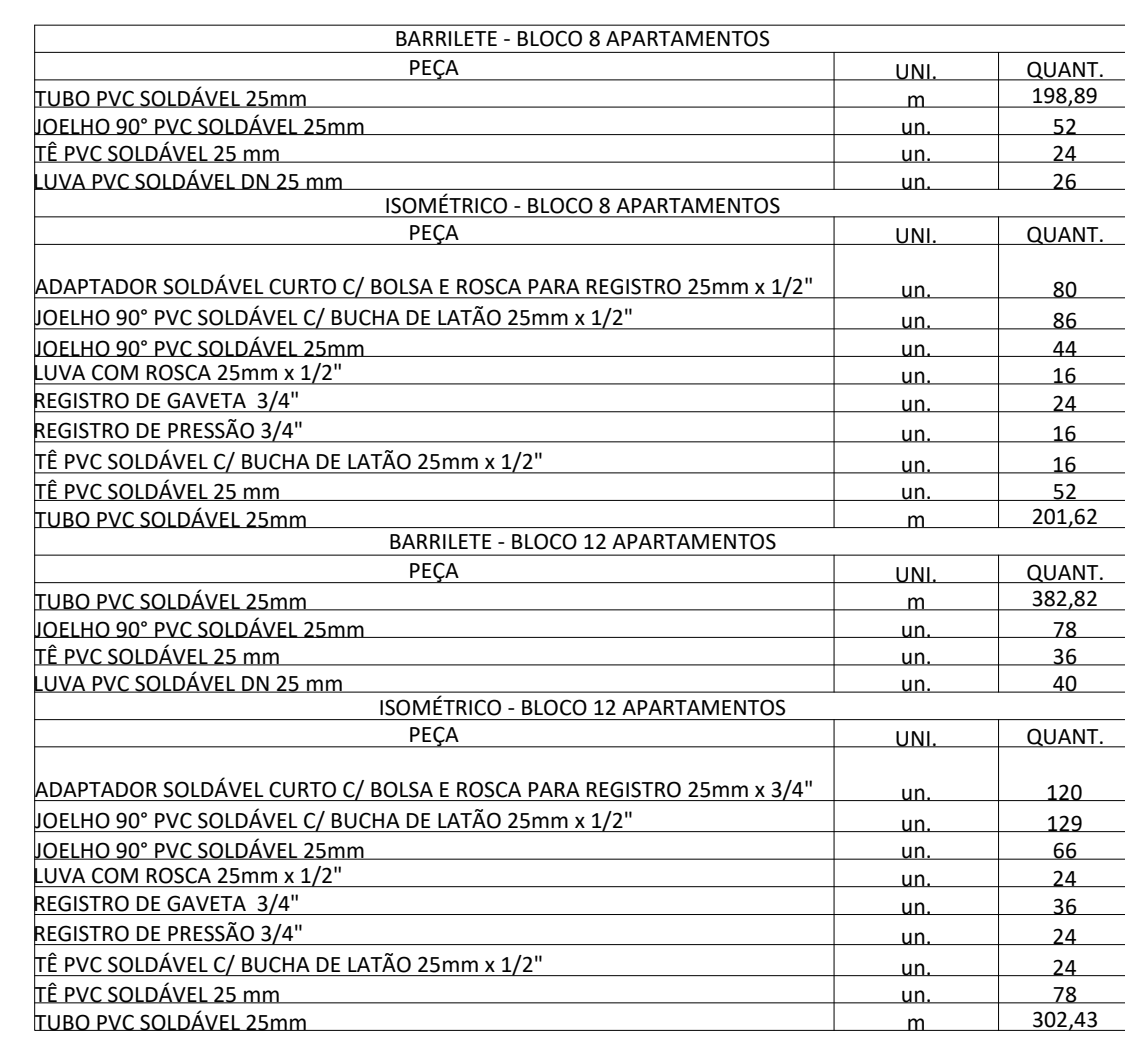 BARRILETE - BLOCO 8 APARTAMENTOS
PEÇA UNI. QUANT.
TUBO PVC SOLDÁVEL 25mm m 198,89
JOELHO 90° PVC SOLDÁVEL 25mm un. 52
TÊ PVC SOLDÁVEL 25 mm un. 24
LUVA PVC SOLDÁVEL DN 25 mm un. 26
ISOMÉTRICO - BLOCO 8 APARTAMENTOS
PEÇA UNI. QUANT.
ADAPTADOR SOLDÁVEL CURTO C/ BOLSA E ROSCA PARA REGISTRO 25mm x 1/2" un. 80
JOELHO 90° PVC SOLDÁVEL C/ BUCHA DE LATÃO 25mm x 1/2" un. 86
JOELHO 90° PVC SOLDÁVEL 25mm un. 44
LUVA COM ROSCA 25mm x 1/2" un. 16
REGISTRO DE GAVETA 3/4" un. 24
REGISTRO DE PRESSÃO 3/4" un. 16
TÊ PVC SOLDÁVEL C/ BUCHA DE LATÃO 25mm x 1/2" un. 16
TÊ PVC SOLDÁVEL 25 mm un. 52
TUBO PVC SOLDÁVEL 25mm m 201,62
BARRILETE - BLOCO 12 APARTAMENTOS
PEÇA UNI. QUANT.
TUBO PVC SOLDÁVEL 25mm m 382,82
JOELHO 90° PVC SOLDÁVEL 25mm un. 78
TÊ PVC SOLDÁVEL 25 mm un. 36
LUVA PVC SOLDÁVEL DN 25 mm un. 40
ISOMÉTRICO - BLOCO 12 APARTAMENTOS
PEÇA UNI. QUANT.
ADAPTADOR SOLDÁVEL CURTO C/ BOLSA E ROSCA PARA REGISTRO 25mm x 3/4" un. 120
JOELHO 90° PVC SOLDÁVEL C/ BUCHA DE LATÃO 25mm x 1/2" un. 129
JOELHO 90° PVC SOLDÁVEL 25mm un. 66
LUVA COM ROSCA 25mm x 1/2" un. 24
REGISTRO DE GAVETA 3/4" un. 36
REGISTRO DE PRESSÃO 3/4" un. 24
TÊ PVC SOLDÁVEL C/ BUCHA DE LATÃO 25mm x 1/2" un. 24
TÊ PVC SOLDÁVEL 25 mm un. 78
TUBO PVC SOLDÁVEL 25mm m 302,43